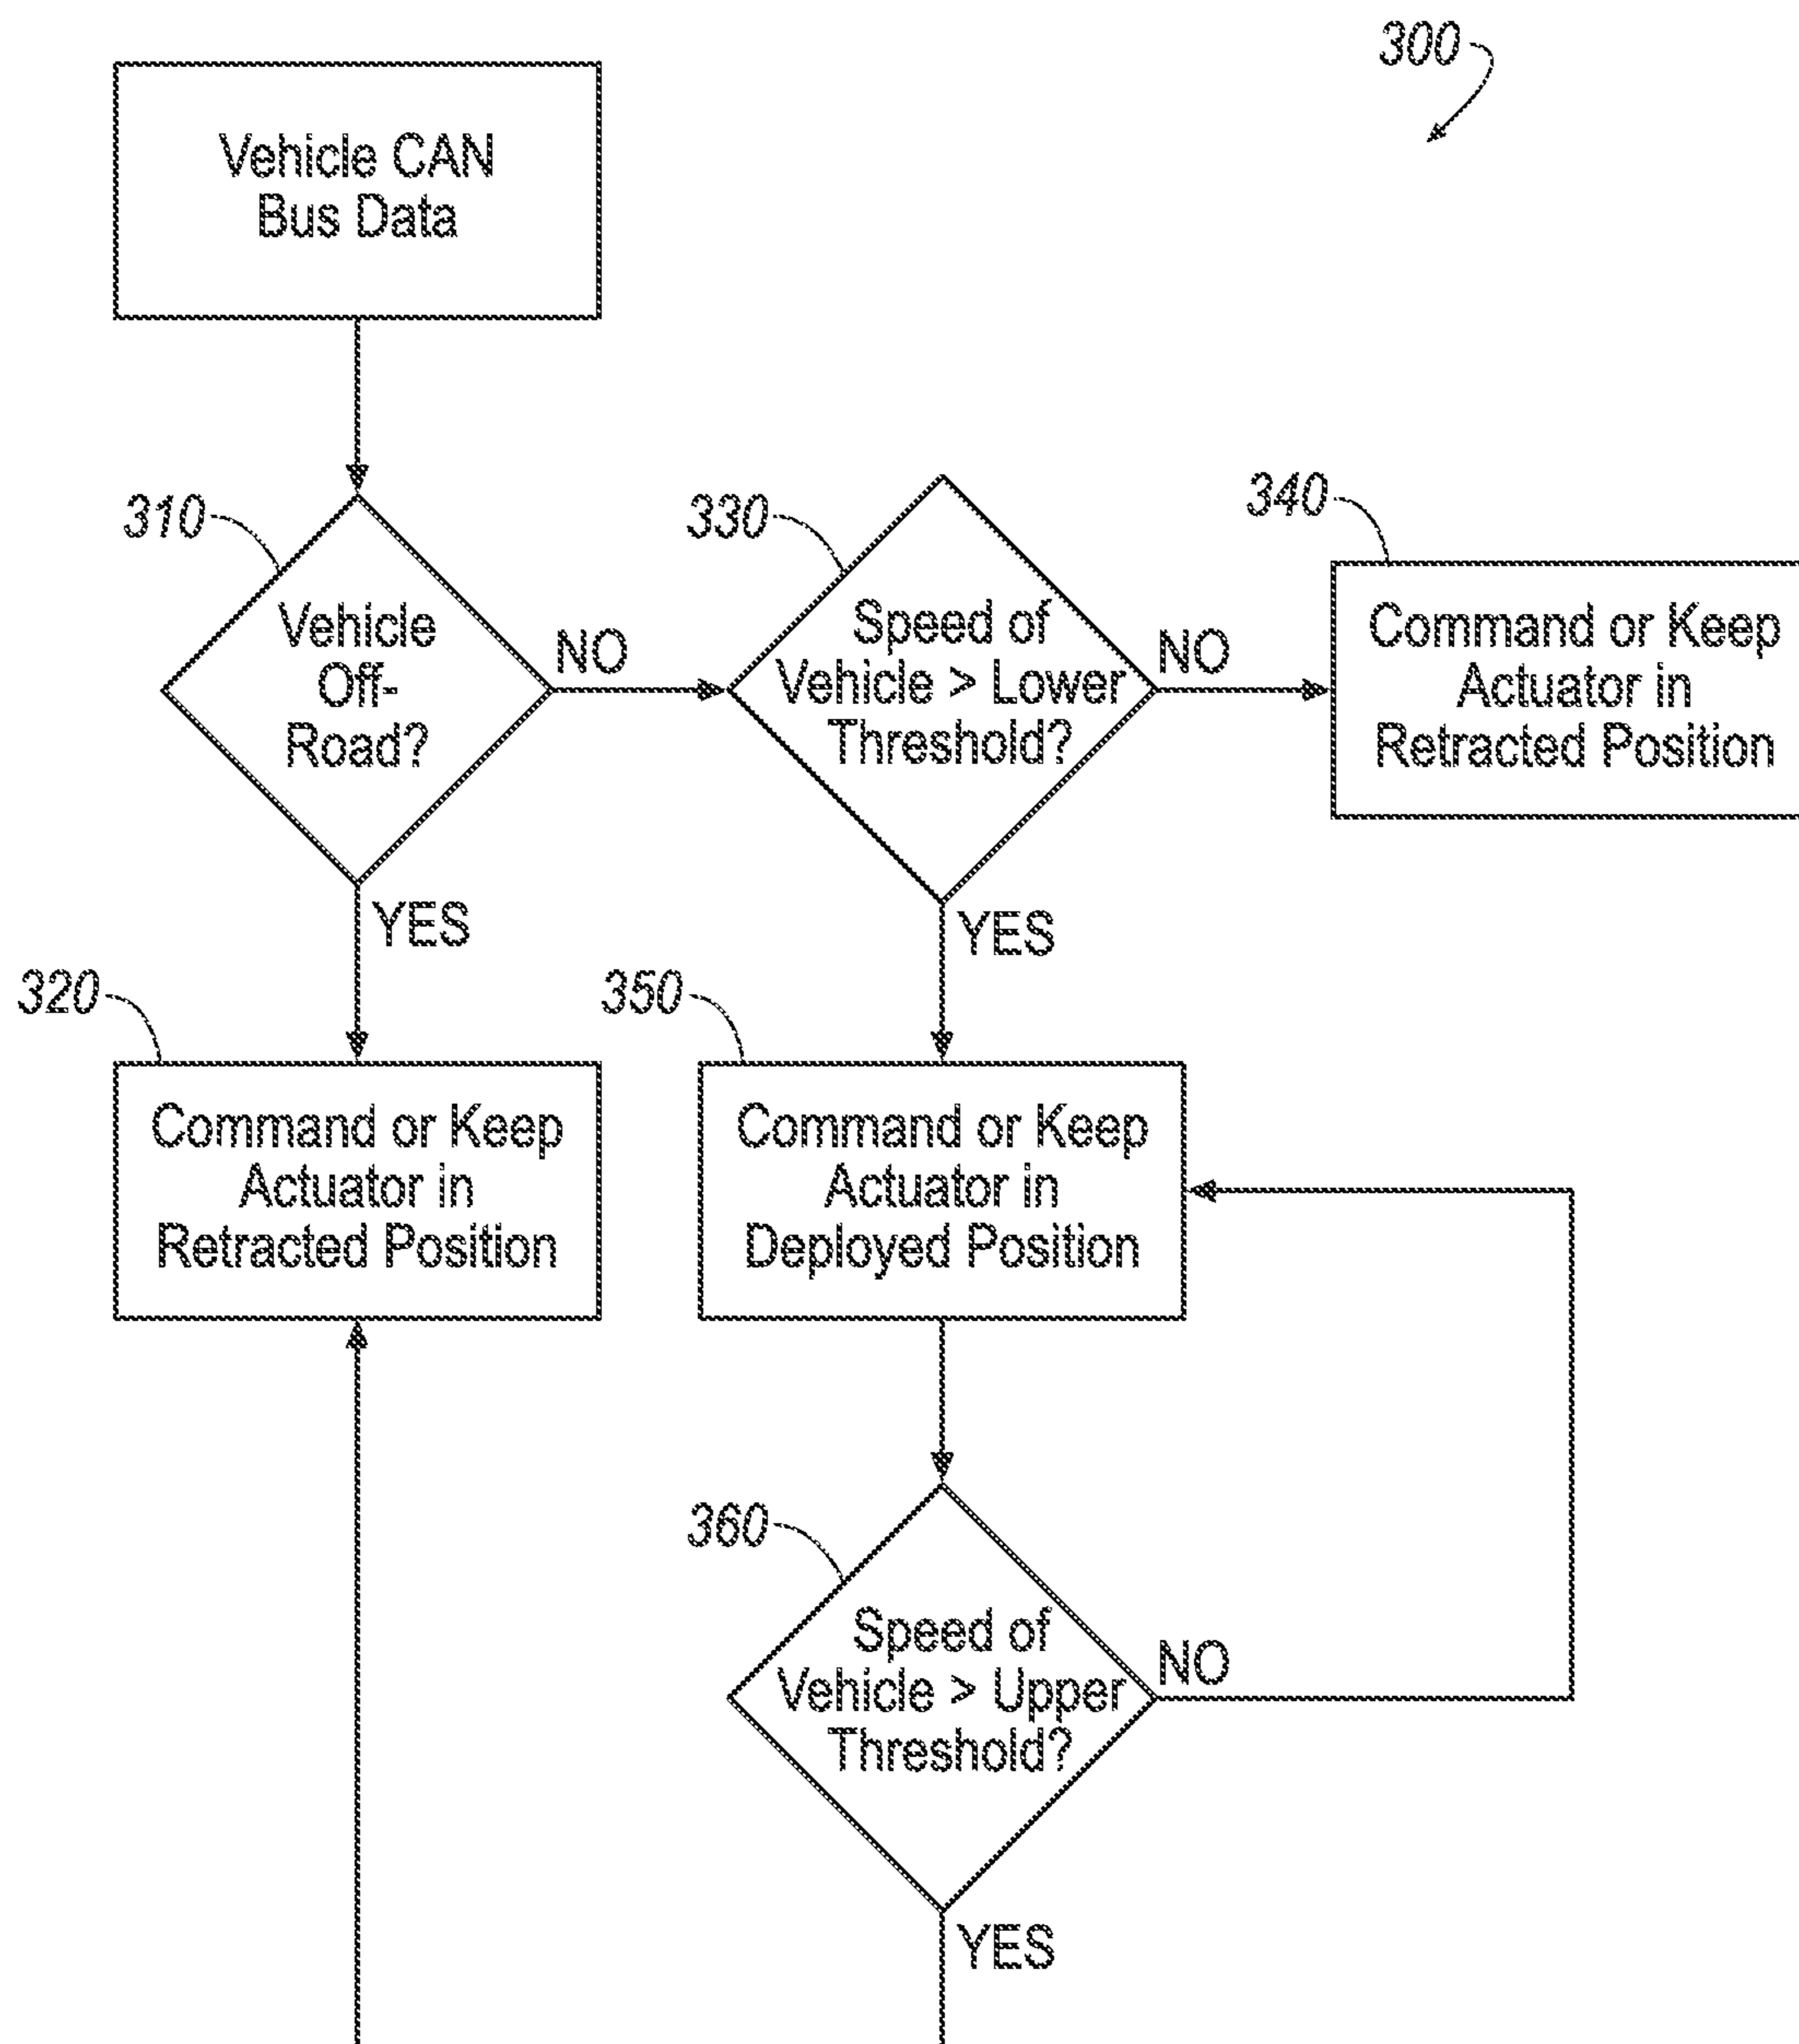 300
Vehicle CAN
Bus Data
310
Vehicle
Off-
Road?
NO
YES
330
Speed of
Vehicle > Lower
Threshold?
NO
YES
340
Command or Keep
Actuator in
Retracted Position
320
Command or Keep
Actuator in
Retracted Position
350
Command or Keep
Actuator in
Deployed Position
360
Speed of
Vehicle > Upper
Threshold?
NO
YES